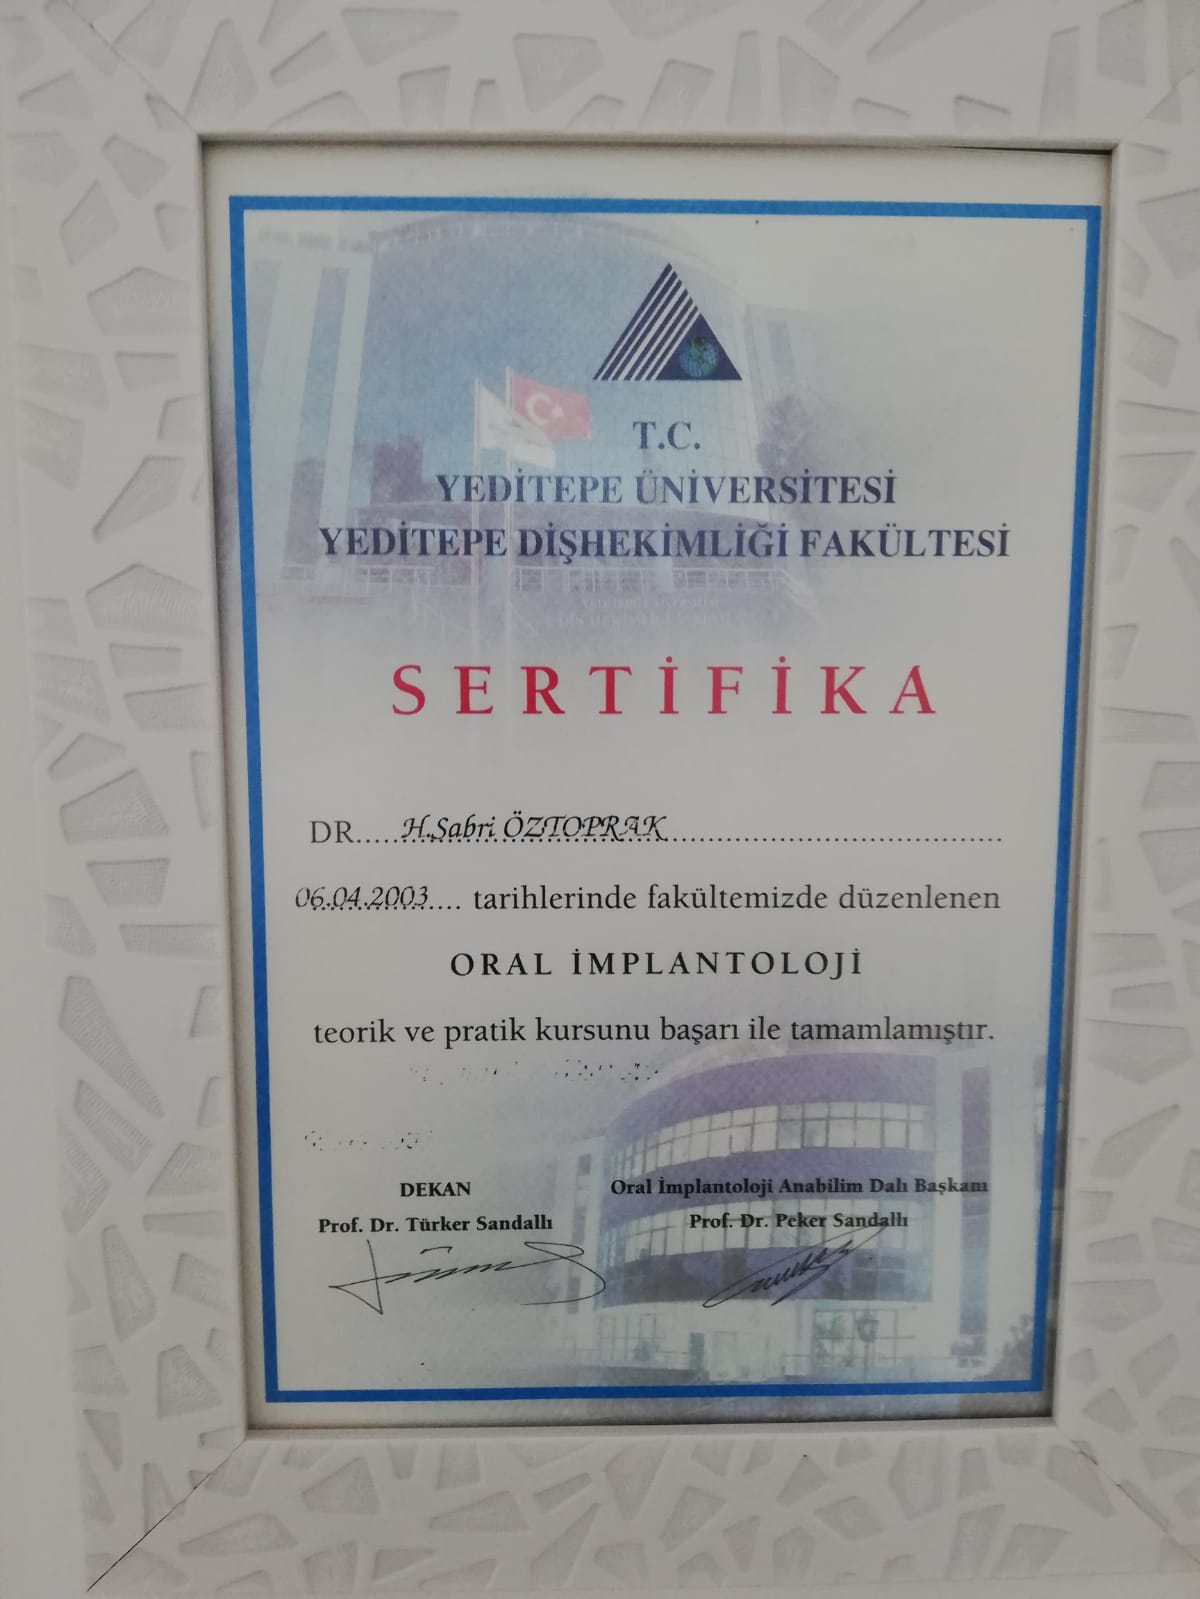 T.C.
YEDİTEPE ÜNİVERSİTESİ
YEDİTEPE DİŞHEKİMLİĞİ FAKÜLTESİ
SERTİFİKA
DR.....H.Sabri ÖZTOPRAK..........................................
06.04.2003.... tarihlerinde fakültemizde düzenlenen
ORAL İMPLANTOLOJİ
teorik ve pratik kursunu başarı ile tamamlamıştır.
DEKAN
Prof. Dr. Türker Sandallı
Oral İmplantoloji Anabilim Dalı Başkanı
Prof. Dr. Peker Sandallı